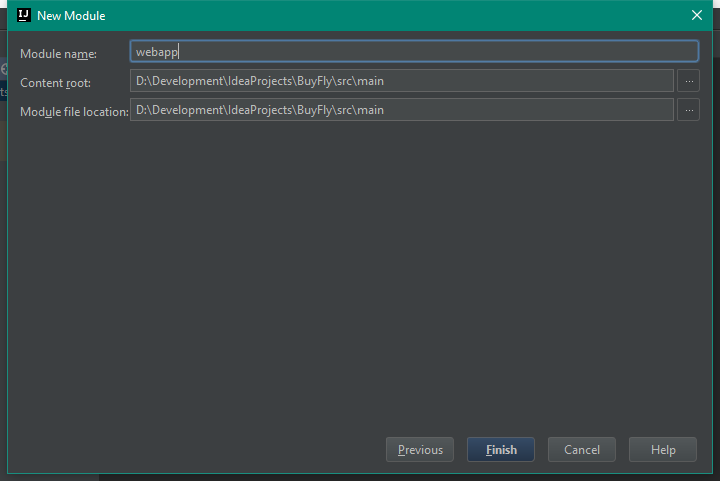 IJ New Module
Module name: webapp
Content root: D:\Development\IdeaProjects\BuyFly\src\main ...
Module file location: D:\Development\IdeaProjects\BuyFly\src\main ...
Previous Finish Cancel Help